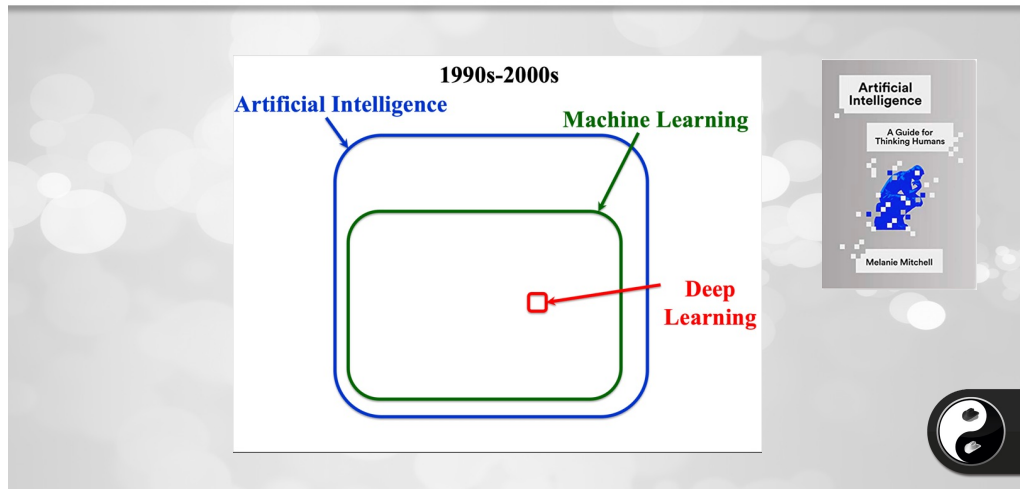 1990s-2000s
Artificial Intelligence
Machine Learning
Deep
Learning
Artificial
Intelligence
A Guide for
Thinking Humans
Melanie Mitchell